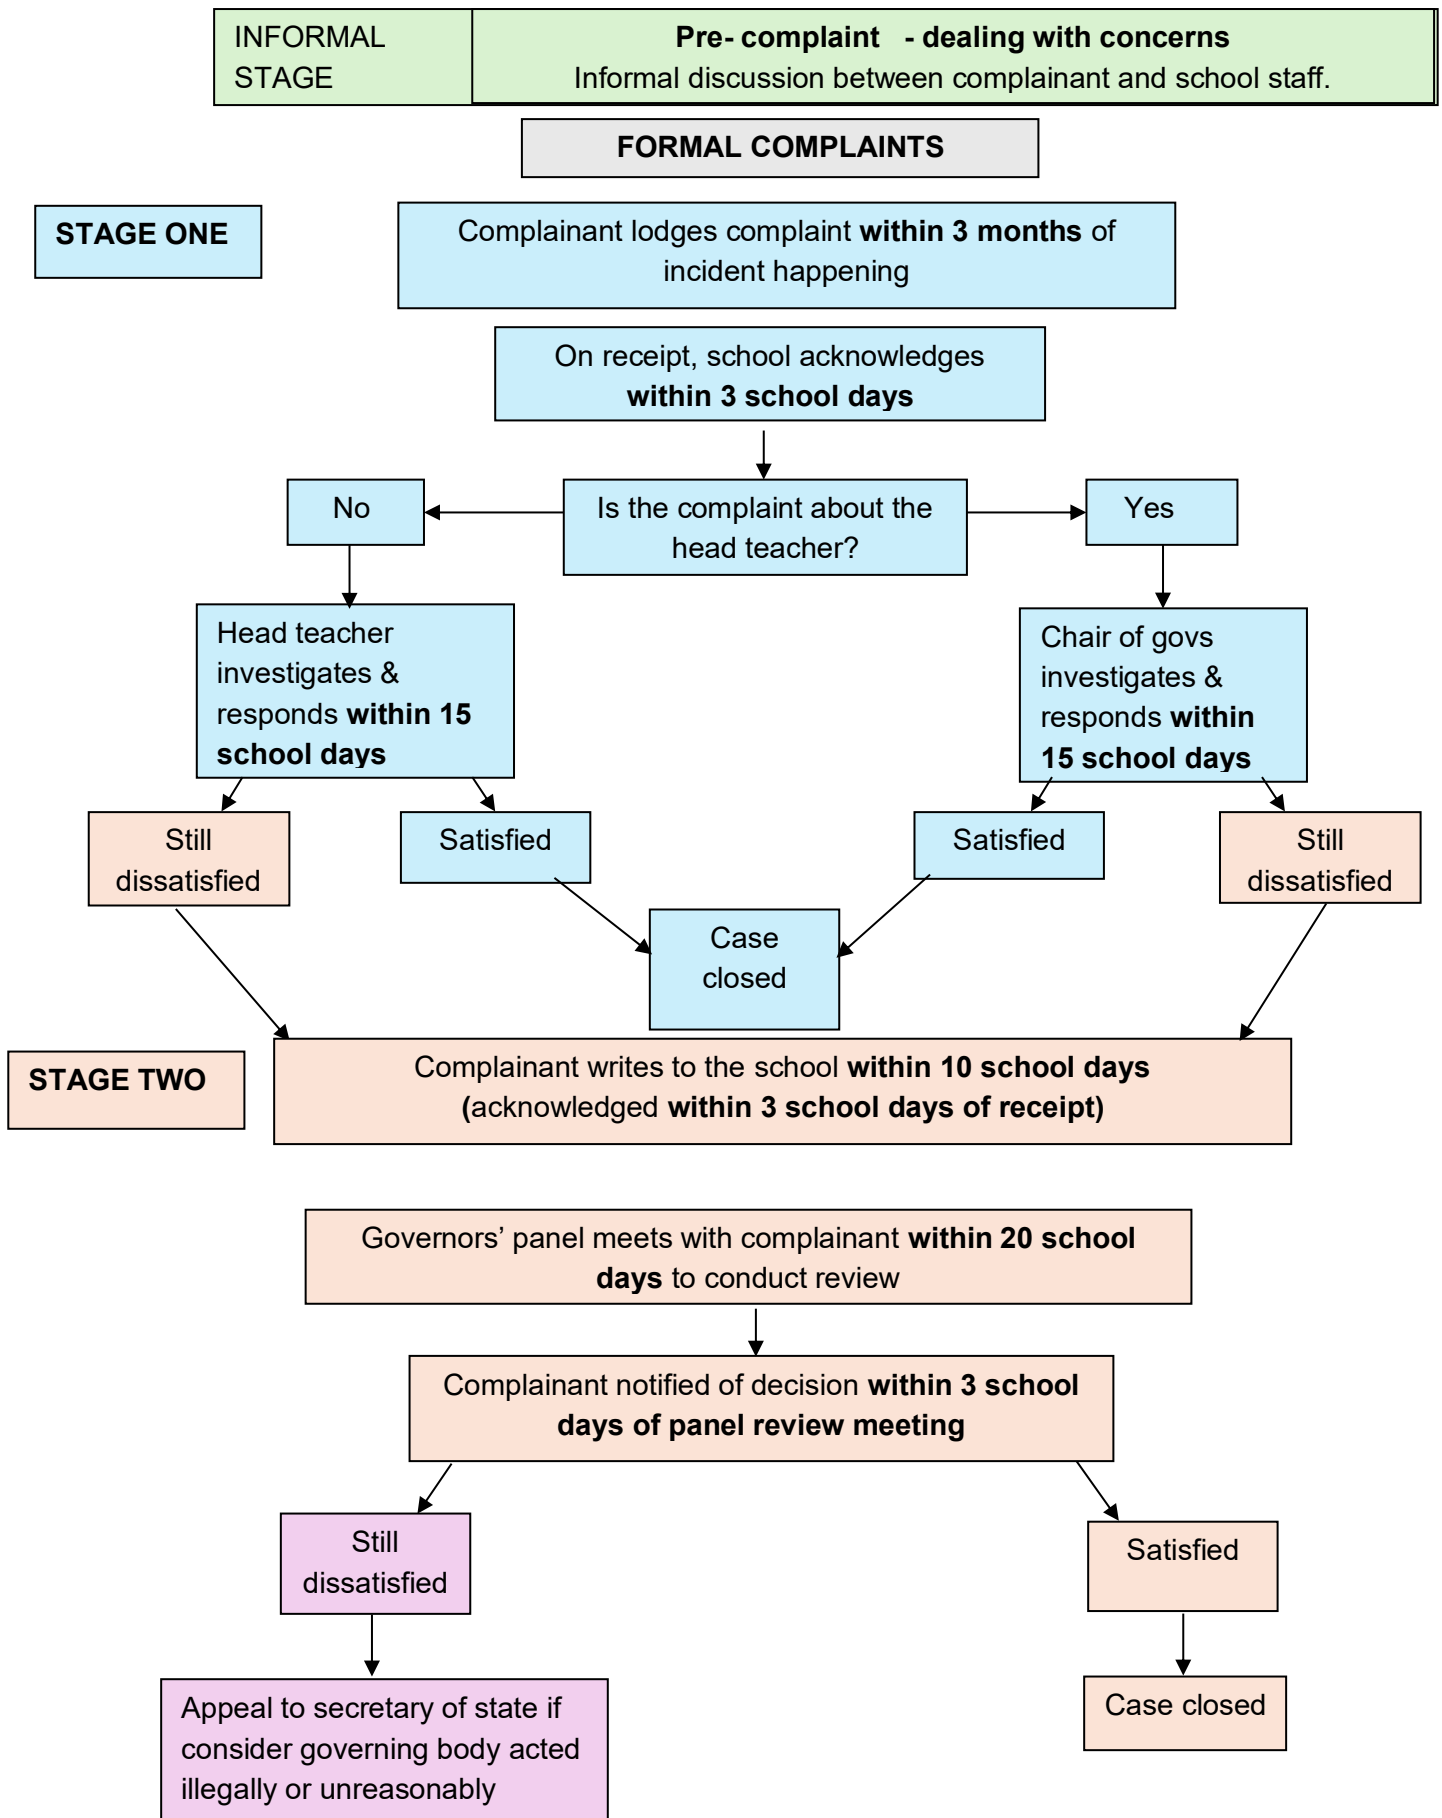 INFORMAL
STAGE
Pre- complaint - dealing with concerns
Informal discussion between complainant and school staff.
FORMAL COMPLAINTS
STAGE ONE
Complainant lodges complaint within 3 months of
incident happening
On receipt, school acknowledges
within 3 school days
No
Is the complaint about the
head teacher?
Yes
Head teacher
investigates &
responds within 15
school days
Chair of govs
investigates &
responds within
15 school days
Still
dissatisfied
Satisfied
Satisfied
Still
dissatisfied
Case
closed
STAGE TWO
Complainant writes to the school within 10 school days
(acknowledged within 3 school days of receipt)
Governors’ panel meets with complainant within 20 school
days to conduct review
Complainant notified of decision within 3 school
days of panel review meeting
Still
dissatisfied
Satisfied
Appeal to secretary of state if
consider governing body acted
illegally or unreasonably
Case closed